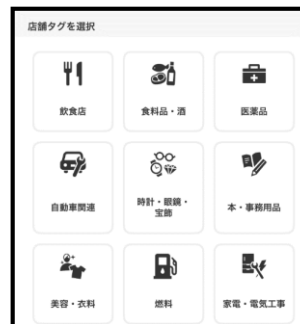 店舗タグを選択
飲食店
食料品・酒
医薬品
自動車関連
時計・眼鏡・
宝飾
本・事務用品
美容・衣料
燃料
家電・電気工事